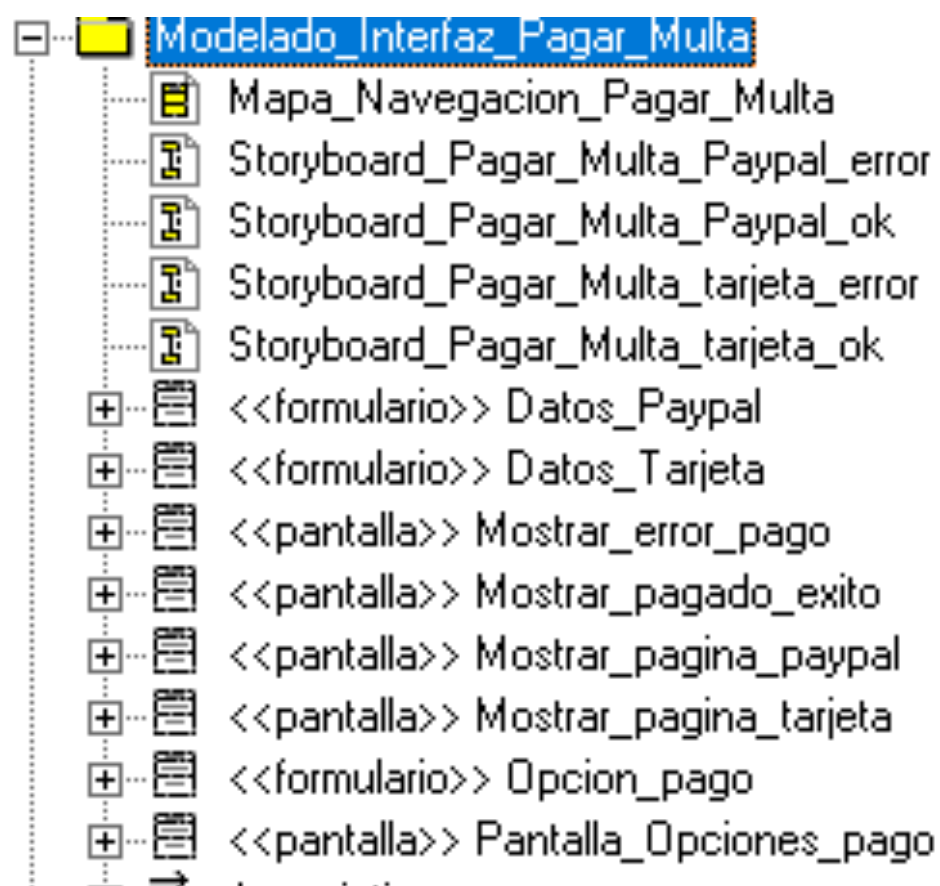 Modelado_Interfaz_Pagar_Multa
Mapa_Navegacion_Pagar_Multa
Storyboard_Pagar_Multa_Paypal_error
Storyboard_Pagar_Multa_Paypal_ok
Storyboard_Pagar_Multa_tarjeta_error
Storyboard_Pagar_Multa_tarjeta_ok
<<formulario>> Datos_Paypal
<<formulario>> Datos_Tarjeta
<<pantalla>> Mostrar_error_pago
<<pantalla>> Mostrar_pagado_exito
<<pantalla>> Mostrar_pagina_paypal
<<pantalla>> Mostrar_pagina_tarjeta
<<formulario>> Opcion_pago
<<pantalla>> Pantalla_Opciones_pago